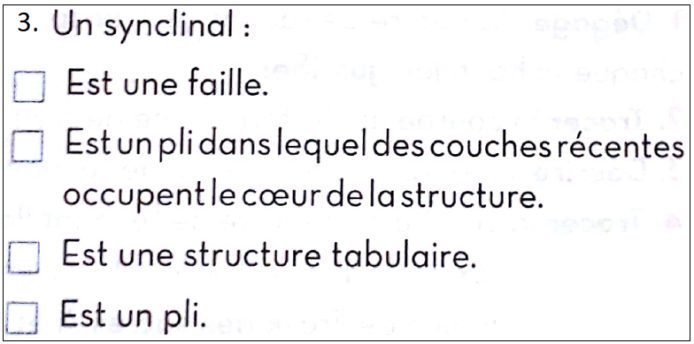 3. Un synclinal :
Est une faille.
Est un pli dans lequel des couches récentes
occupent le cœur de la structure.
Est une structure tabulaire.
Est un pli.